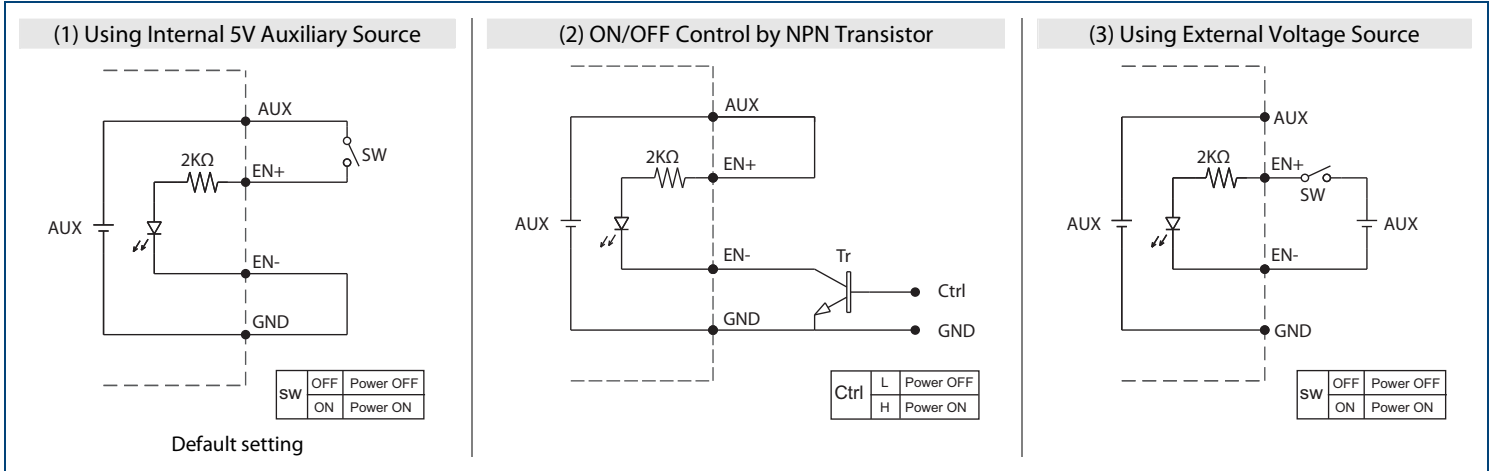 (1) Using Internal 5V Auxiliary Source
AUX
SW
2KΩ
EN+
AUX
EN-
GND
SW OFF Power OFF
ON Power ON
Default setting
(2) ON/OFF Control by NPN Transistor
AUX
2KΩ
EN+
AUX
EN-
Tr
Ctrl
GND
GND
Ctrl L Power OFF
H Power ON
(3) Using External Voltage Source
AUX
2KΩ
EN+
SW
AUX
AUX
EN-
GND
SW OFF Power OFF
ON Power ON